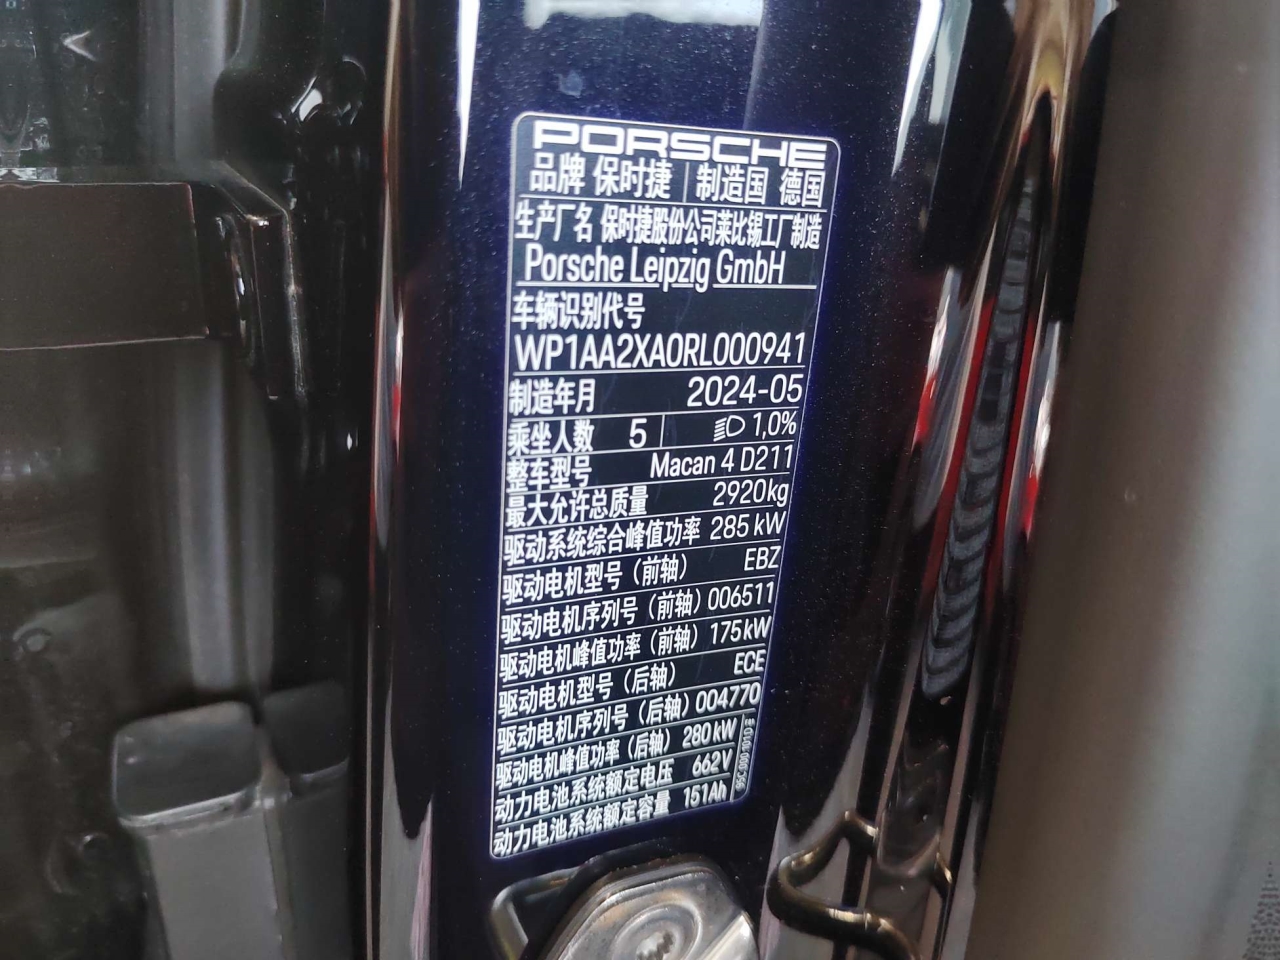 PORSCHE
品牌 保时捷 制造国 德国
生产厂名 保时捷股份公司莱比锡工厂制造
Porsche Leipzig GmbH
车辆识别代号
WP1AA2XA0RL000941
制造年月 2024-05
乘坐人数 5 1,0%
整车型号 Macan 4 D211
最大允许总质量 2920kg
驱动系统综合峰值功率 285 kW
驱动电机型号（前轴） EBZ
驱动电机序列号（前轴） 006511
驱动电机峰值功率（前轴） 175kW
驱动电机型号（后轴） ECE
驱动电机序列号（后轴） 004770
驱动电机峰值功率（后轴） 280kW
动力电池系统额定电压 662V
动力电池系统额定容量 151Ah